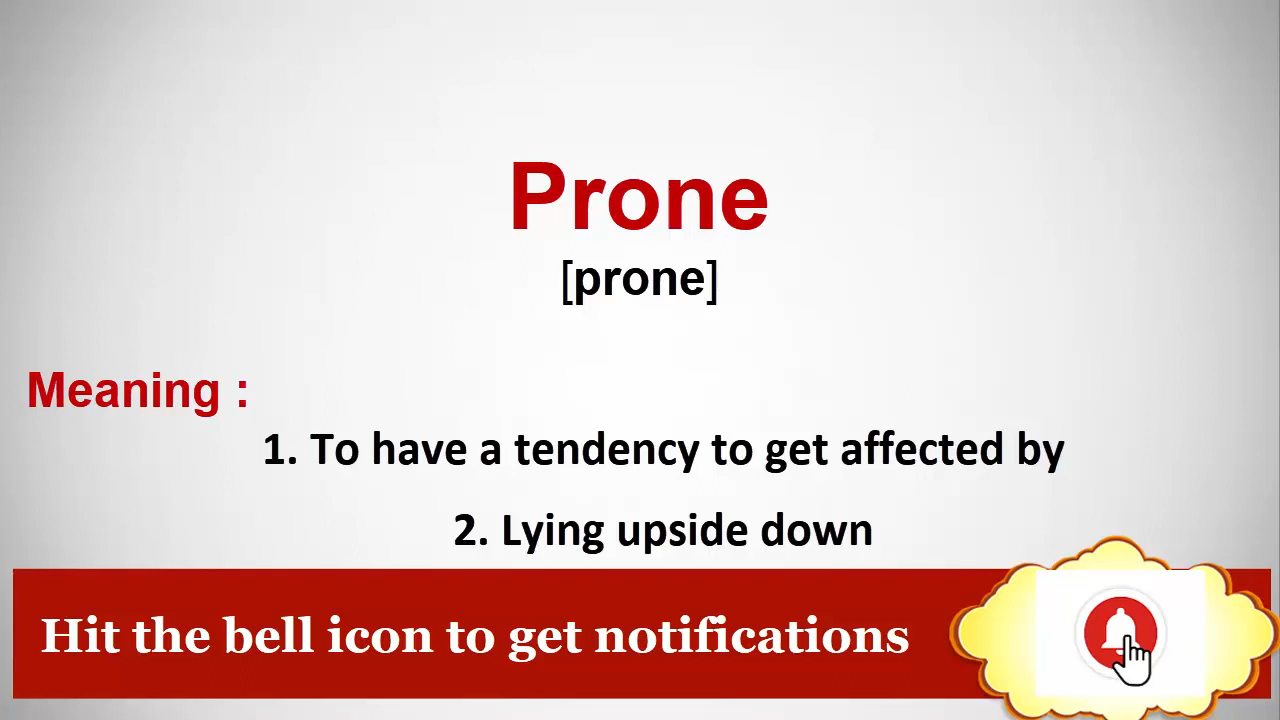 Prone
[prone]
Meaning :
1. To have a tendency to get affected by
2. Lying upside down
Hit the bell icon to get notifications